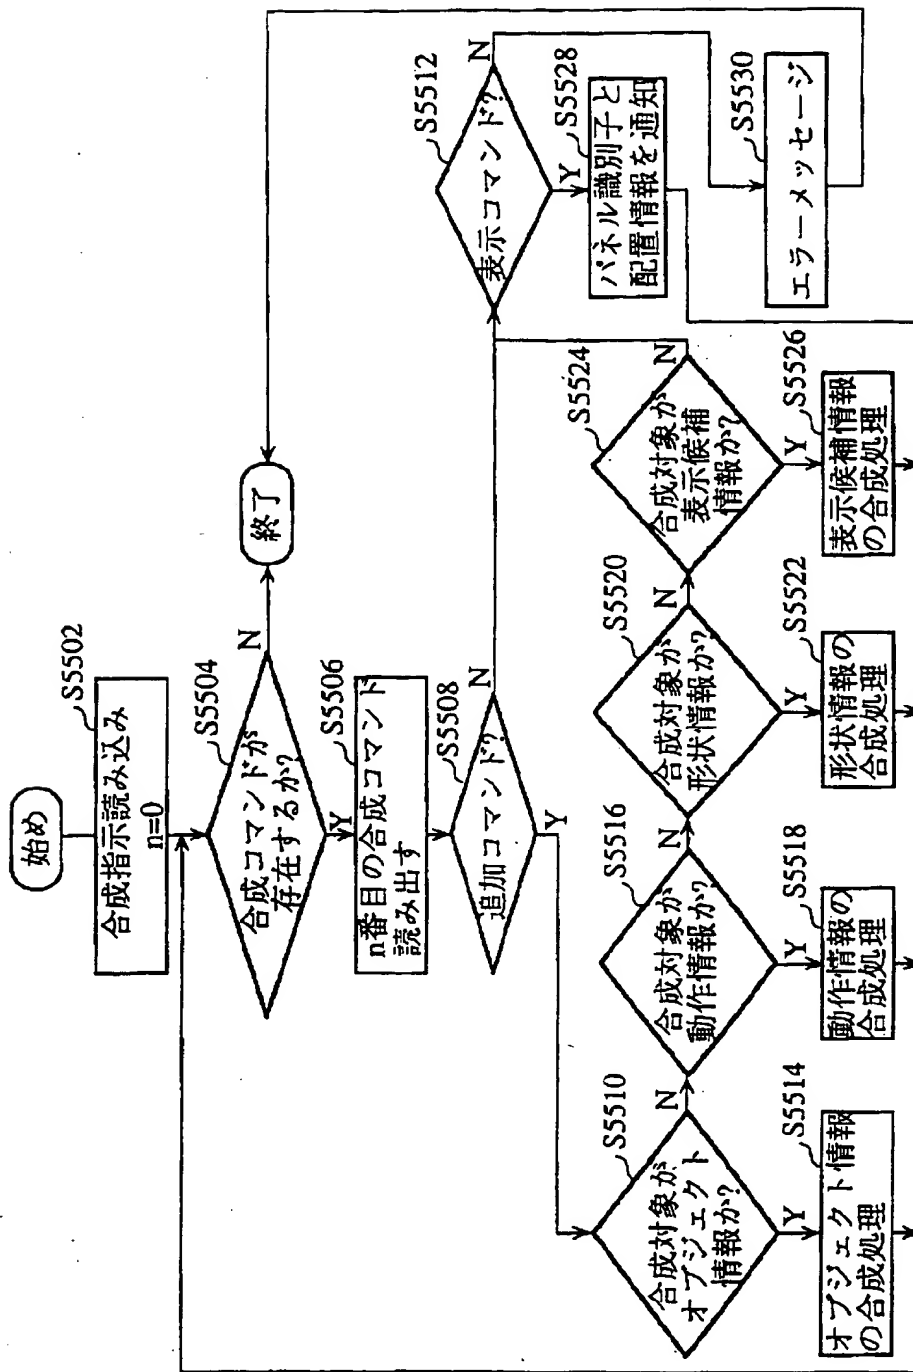 始め
S5502
合成指示読み込み
n=0
S5504
合成コマンドが
存在するか?
N
終了
Y
S5506
n番目の合成コマンド
読み出す
S5508
追加コマンド?
N
Y
S5512
表示コマンド?
N
Y
S5528
パネル識別子と
配置情報を通知
S5530
エラーメッセージ
S5510
合成対象が
オブジェクト
情報か?
N
Y
S5514
オブジェクト情報
の合成処理
S5516
合成対象が
動作情報か?
N
Y
S5518
動作情報の
合成処理
S5520
合成対象が
形状情報か?
N
Y
S5522
形状情報の
合成処理
S5524
合成対象が
表示候補
情報か?
N
Y
S5526
表示候補情報
の合成処理